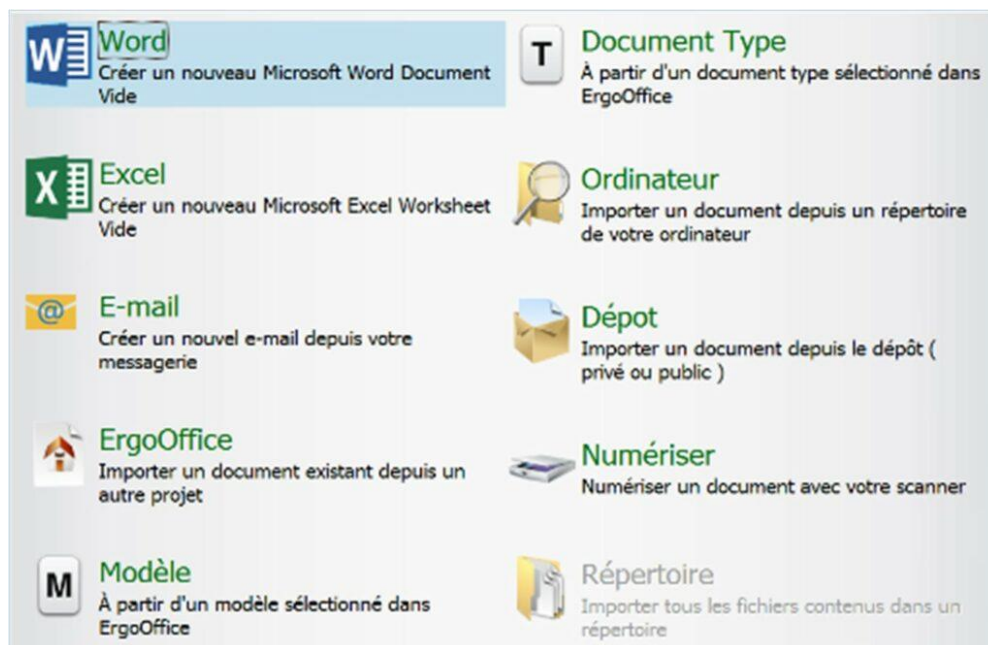 Word
Créer un nouveau Microsoft Word Document
Vide
Excel
Créer un nouveau Microsoft Excel Worksheet
Vide
@
E-mail
Créer un nouvel e-mail depuis votre
messagerie
ErgoOffice
Importer un document existant depuis un
autre projet
M
Modèle
À partir d'un modèle sélectionné dans
ErgoOffice
T
Document Type
À partir d'un document type sélectionné dans
ErgoOffice
Ordinateur
Importer un document depuis un répertoire
de votre ordinateur
Dépot
Importer un document depuis le dépôt (
privé ou public )
Numériser
Numériser un document avec votre scanner
Répertoire
Importer tous les fichiers contenus dans un
répertoire